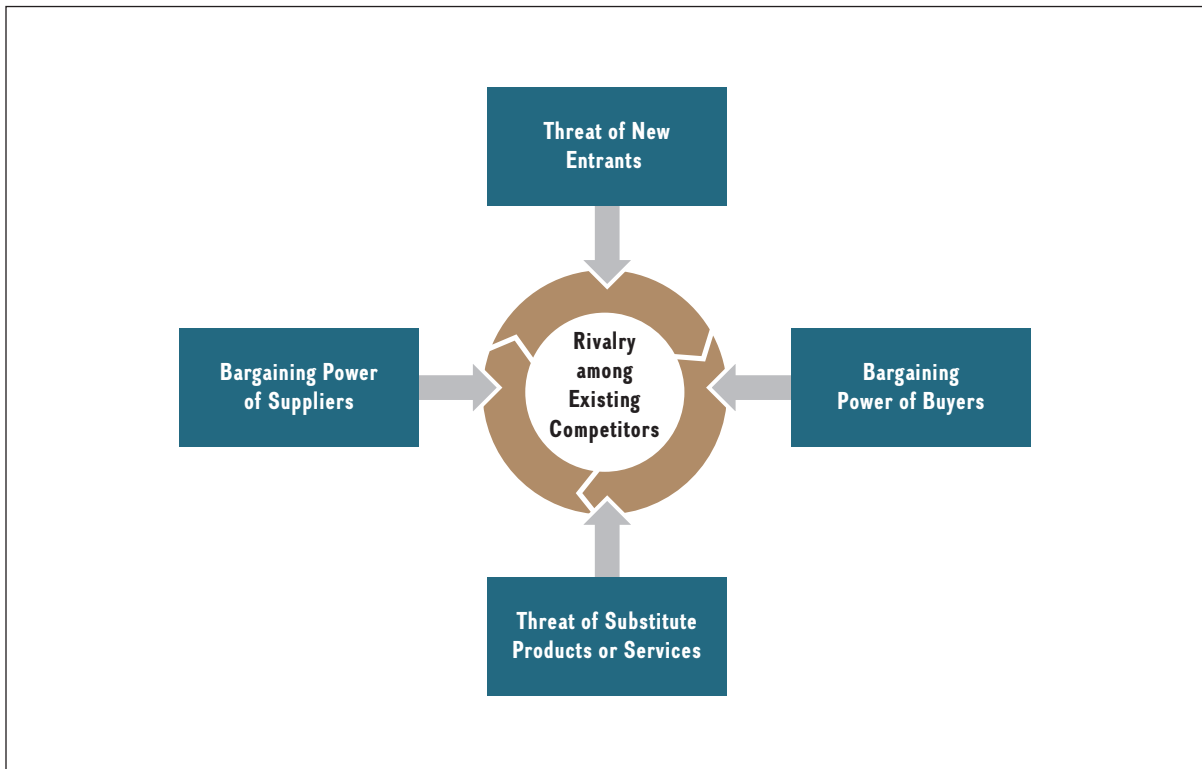 Threat of New
Entrants
Bargaining Power
of Suppliers
Rivalry
among
Existing
Competitors
Bargaining
Power of Buyers
Threat of Substitute
Products or Services